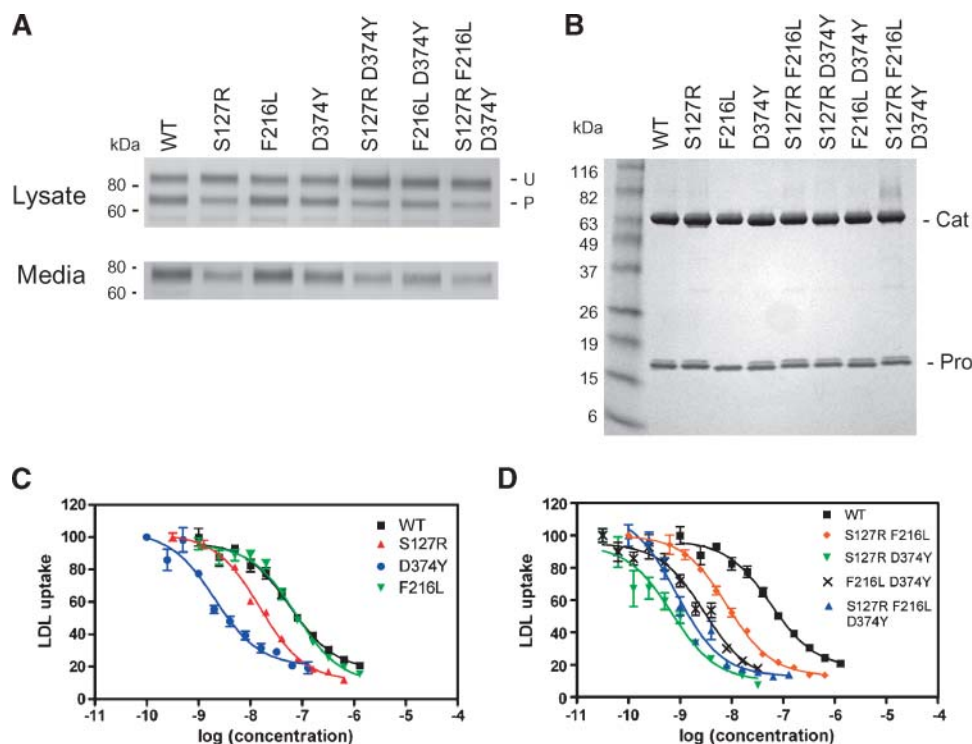 A
kDa
WT
S127R
F216L
D374Y
S127R D374Y
F216L D374Y
S127R F216L
D374Y
Lysate
80 -
60 -
- U
- P
Media
80 -
60 -
B
kDa
WT
S127R
F216L
D374Y
S127R F216L
S127R D374Y
F216L D374Y
S127R F216L
D374Y
116
82
63
49
37
26
19
15
6
- Cat
- Pro
C
LDL uptake
120
100
80
60
40
20
0
-11 -10 -9 -8 -7 -6 -5 -4
log (concentration)
WT
S127R
D374Y
F216L
D
LDL uptake
120
100
80
60
40
20
0
-11 -10 -9 -8 -7 -6 -5 -4
log (concentration)
WT
S127R F216L
S127R D374Y
F216L D374Y
S127R F216L
D374Y